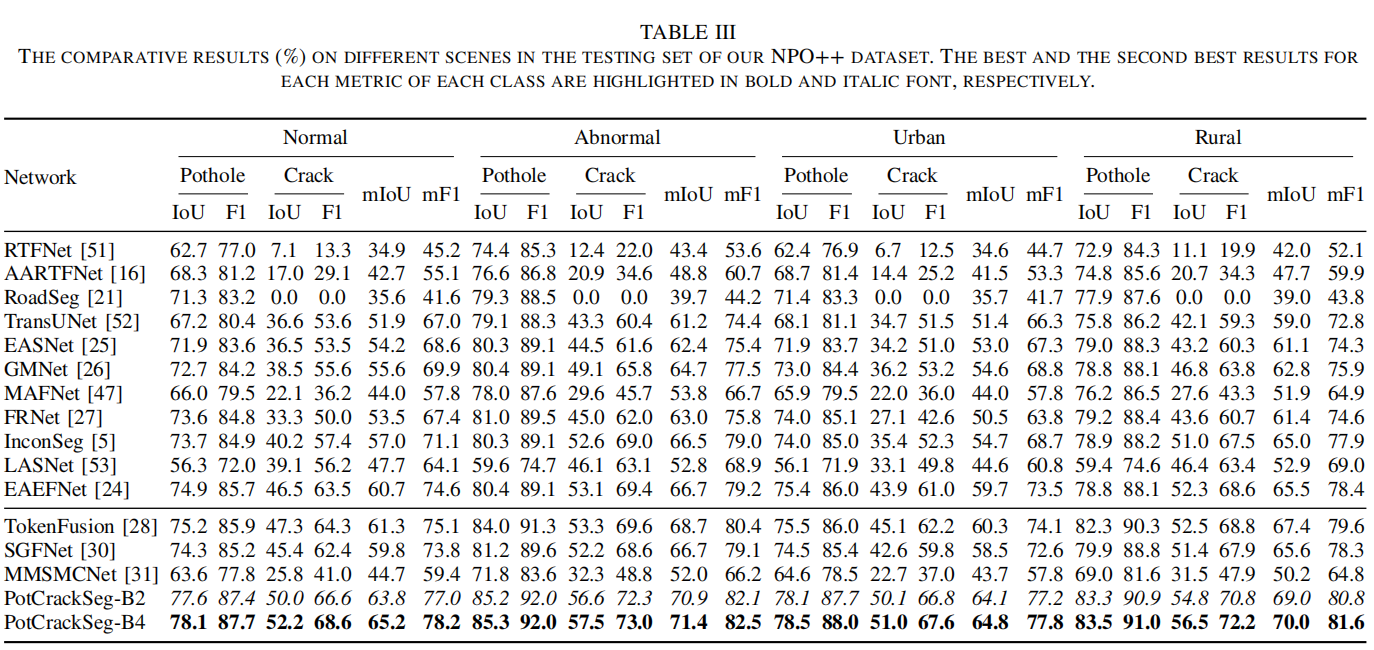 TABLE III
THE COMPARATIVE RESULTS (%) ON DIFFERENT SCENES IN THE TESTING SET OF OUR NPO++ DATASET. THE BEST AND THE SECOND BEST RESULTS FOR
EACH METRIC OF EACH CLASS ARE HIGHLIGHTED IN BOLD AND ITALIC FONT, RESPECTIVELY.
Network Normal Abnormal Urban Rural
Pothole Crack mIoU mF1 Pothole Crack mIoU mF1 Pothole Crack mIoU mF1 Pothole Crack mIoU mF1
IoU F1 IoU F1 IoU F1 IoU F1 IoU F1 IoU F1 IoU F1 IoU F1
RTFNet [51] 62.7 77.0 7.1 13.3 34.9 45.2 74.4 85.3 12.4 22.0 43.4 53.6 62.4 76.9 6.7 12.5 34.6 44.7 72.9 84.3 11.1 19.9 42.0 52.1
AARTFNet [16] 68.3 81.2 17.0 29.1 42.7 55.1 76.6 86.8 20.9 34.6 48.8 60.7 68.7 81.4 14.4 25.2 41.5 53.3 74.8 85.6 20.7 34.3 47.7 59.9
RoadSeg [21] 71.3 83.2 0.0 0.0 35.6 41.6 79.3 88.5 0.0 0.0 39.7 44.2 71.4 83.3 0.0 0.0 35.7 41.7 77.9 87.6 0.0 0.0 39.0 43.8
TransUNet [52] 67.2 80.4 36.6 53.6 51.9 67.0 79.1 88.3 43.3 60.4 61.2 74.4 68.1 81.1 34.7 51.5 51.4 66.3 75.8 86.2 42.1 59.3 59.0 72.8
EASNet [25] 71.9 83.6 36.5 53.5 54.2 68.6 80.3 89.1 44.5 61.6 62.4 75.4 71.9 83.7 34.2 51.0 53.0 67.3 79.0 88.3 43.2 60.3 61.1 74.3
GMNet [26] 72.7 84.2 38.5 55.6 55.6 69.9 80.4 89.1 49.1 65.8 64.7 77.5 73.0 84.4 36.2 53.2 54.6 68.8 78.8 88.1 46.8 63.8 62.8 75.9
MAFNet [47] 66.0 79.5 22.1 36.2 44.0 57.8 78.0 87.6 29.6 45.7 53.8 66.7 65.9 79.5 22.0 36.0 44.0 57.8 76.2 86.5 27.6 43.3 51.9 64.9
FRNet [27] 73.6 84.8 33.3 50.0 53.5 67.4 81.0 89.5 45.0 62.0 63.0 75.8 74.0 85.1 27.1 42.6 50.5 63.8 79.2 88.4 43.6 60.7 61.4 74.6
InconSeg [5] 73.7 84.9 40.2 57.4 57.0 71.1 80.3 89.1 52.6 69.0 66.5 79.0 74.0 85.0 35.4 52.3 54.7 68.7 78.9 88.2 51.0 67.5 65.0 77.9
LASNet [53] 56.3 72.0 39.1 56.2 47.7 64.1 59.6 74.7 46.1 63.1 52.8 68.9 56.1 71.9 33.1 49.8 44.6 60.8 59.4 74.6 46.4 63.4 52.9 69.0
EAEFNet [24] 74.9 85.7 46.5 63.5 60.7 74.6 80.4 89.1 53.1 69.4 66.7 79.2 75.4 86.0 43.9 61.0 59.7 73.5 78.8 88.1 52.3 68.6 65.5 78.4
TokenFusion [28] 75.2 85.9 47.3 64.3 61.3 75.1 84.0 91.3 53.3 69.6 68.7 80.4 75.5 86.0 45.1 62.2 60.3 74.1 82.3 90.3 52.5 68.8 67.4 79.6
SGFNet [30] 74.3 85.2 45.4 62.4 59.8 73.8 81.2 89.6 52.2 68.6 66.7 79.1 74.5 85.4 42.6 59.8 58.5 72.6 79.9 88.8 51.4 67.9 65.6 78.3
MMSMCNet [31] 63.6 77.8 25.8 41.0 44.7 59.4 71.8 83.6 32.3 48.8 52.0 66.2 64.6 78.5 22.7 37.0 43.7 57.8 69.0 81.6 31.5 47.9 50.2 64.8
PotCrackSeg-B2 77.6 87.4 50.0 66.6 63.8 77.0 85.2 92.0 56.6 72.3 70.9 82.1 78.1 87.7 50.1 66.8 64.1 77.2 83.3 90.9 54.8 70.8 69.0 80.8
PotCrackSeg-B4 78.1 87.7 52.2 68.6 65.2 78.2 85.3 92.0 57.5 73.0 71.4 82.5 78.5 88.0 51.0 67.6 64.8 77.8 83.5 91.0 56.5 72.2 70.0 81.6